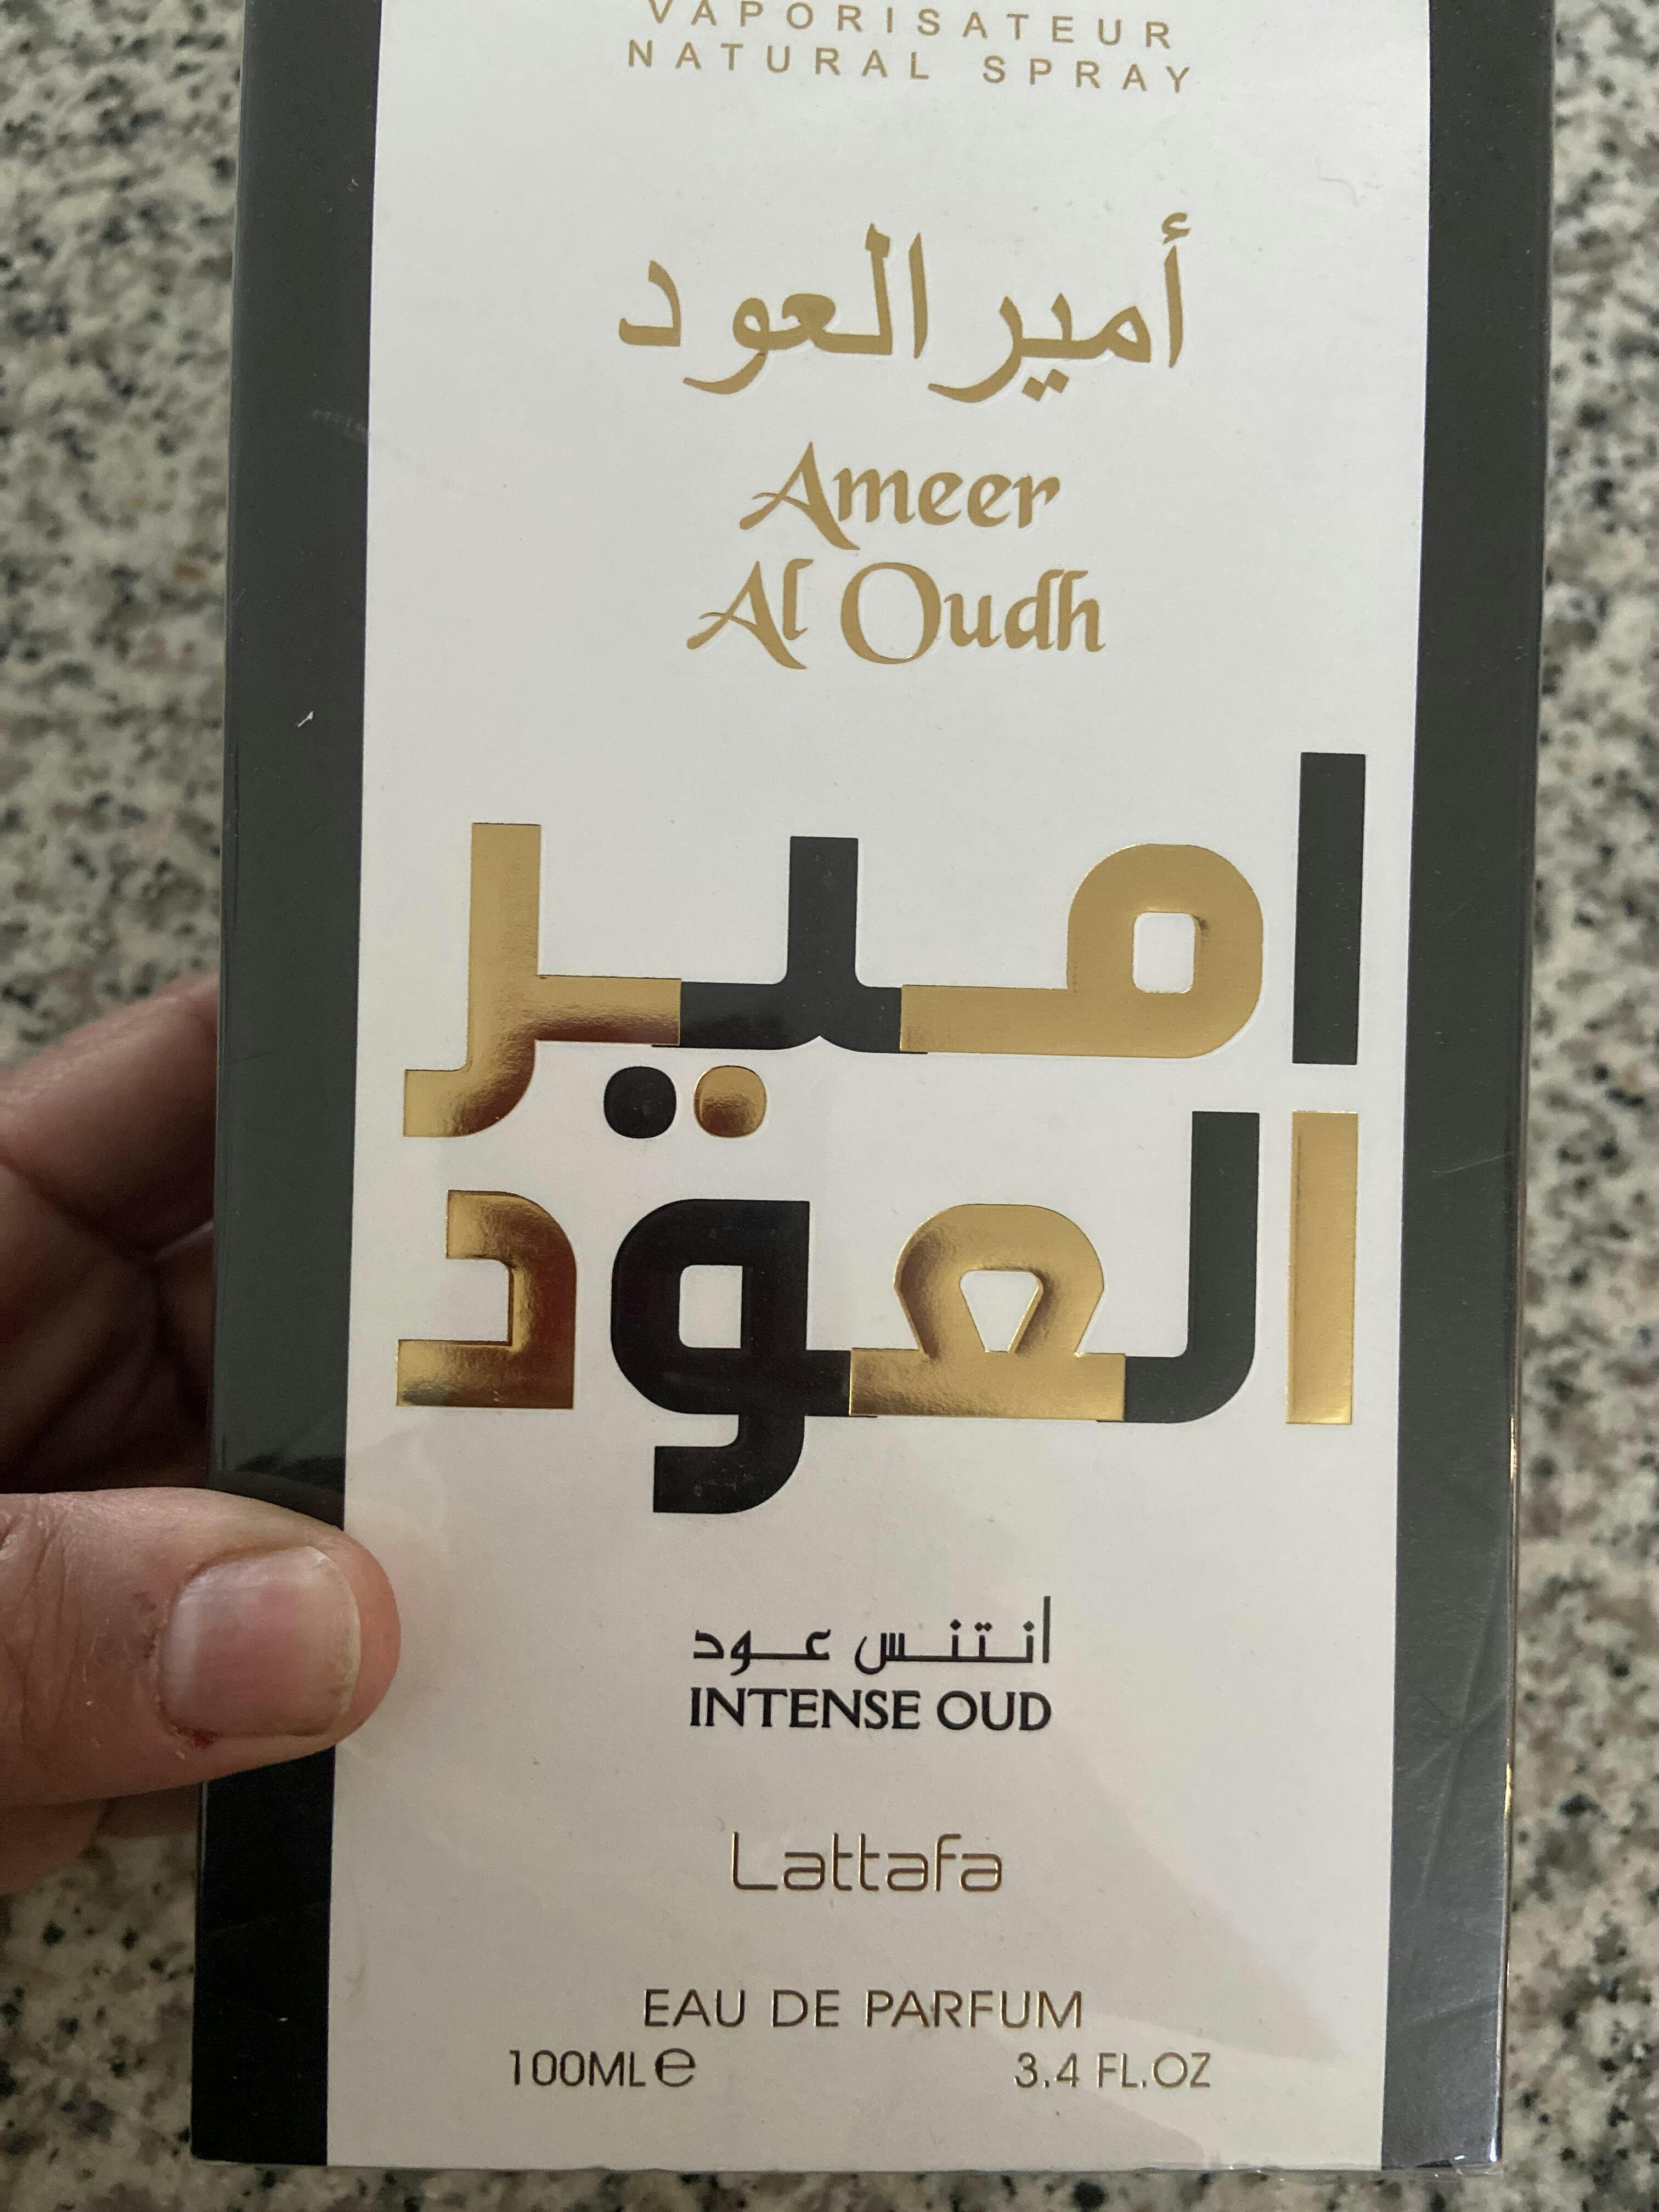 VAPORISATEUR
NATURAL SPRAY
أمير العود
Ameer
Al Oudh
امير
العود
أنتنس عود
INTENSE OUD
Lattafa
EAU DE PARFUM
100ML e 3.4 FL.OZ